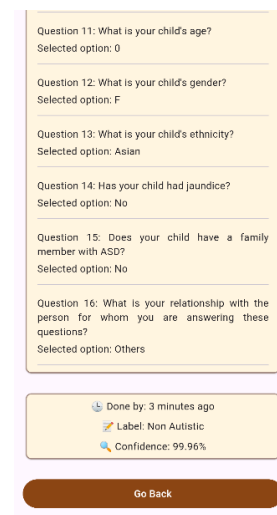 Question 11: What is your child's age?
Selected option: 0
Question 12: What is your child's gender?
Selected option: F
Question 13: What is your child's ethnicity?
Selected option: Asian
Question 14: Has your child had jaundice?
Selected option: No
Question 15: Does your child have a family
member with ASD?
Selected option: No
Question 16: What is your relationship with the
person for whom you are answering these
questions?
Selected option: Others
Done by: 3 minutes ago
Label: Non Autistic
Confidence: 99.96%
Go Back